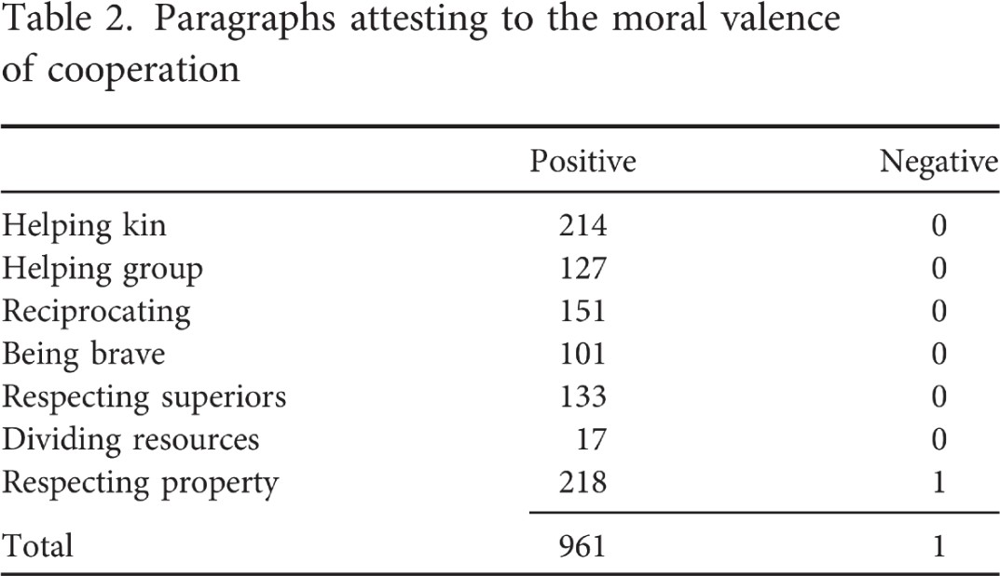 Table 2. Paragraphs attesting to the moral valence
of cooperation
Positive Negative
Helping kin 214 0
Helping group 127 0
Reciprocating 151 0
Being brave 101 0
Respecting superiors 133 0
Dividing resources 17 0
Respecting property 218 1
Total 961 1